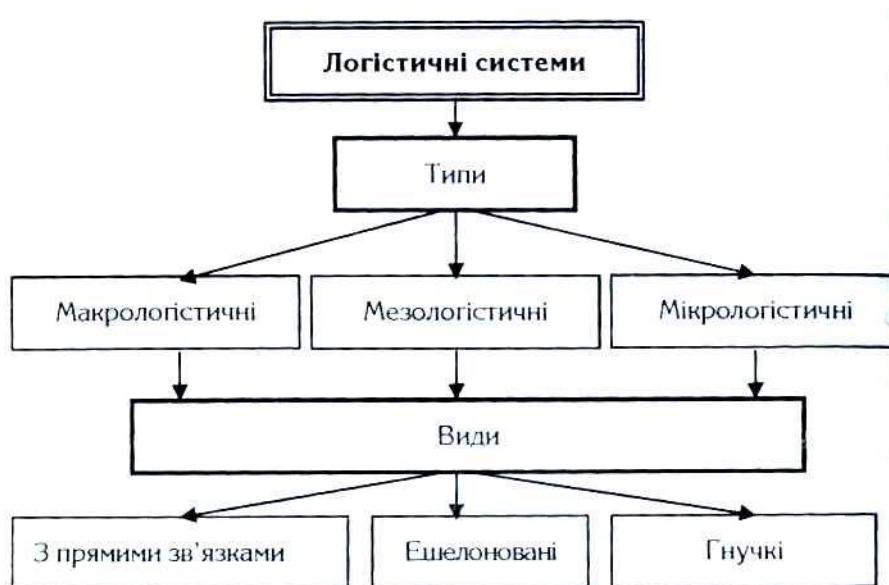 Логістичні системи
Типи
Макрологістичні
Мезологістичні
Мікрологістичні
Види
З прямими зв'язками
Ешелоновані
Гнучкі